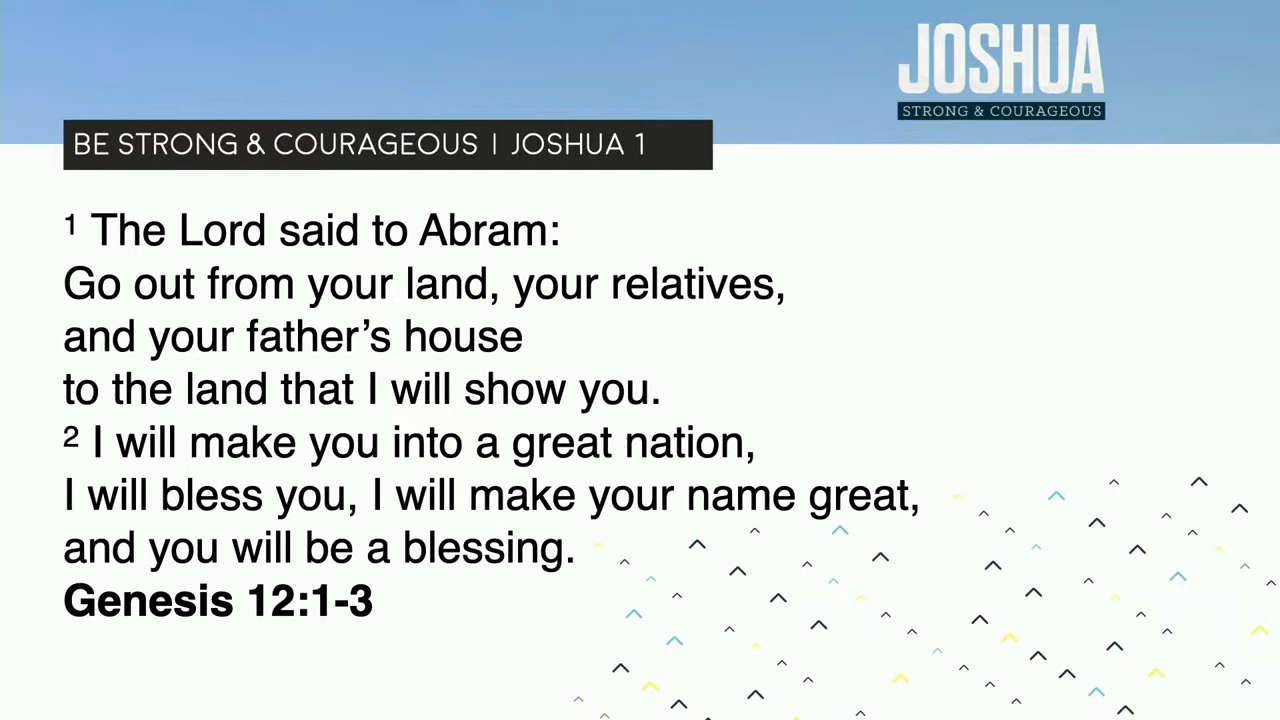 JOSHUA
STRONG & COURAGEOUS
BE STRONG & COURAGEOUS | JOSHUA 1
¹ The Lord said to Abram:
Go out from your land, your relatives,
and your father’s house
to the land that I will show you.
² I will make you into a great nation,
I will bless you, I will make your name great,
and you will be a blessing.
Genesis 12:1-3